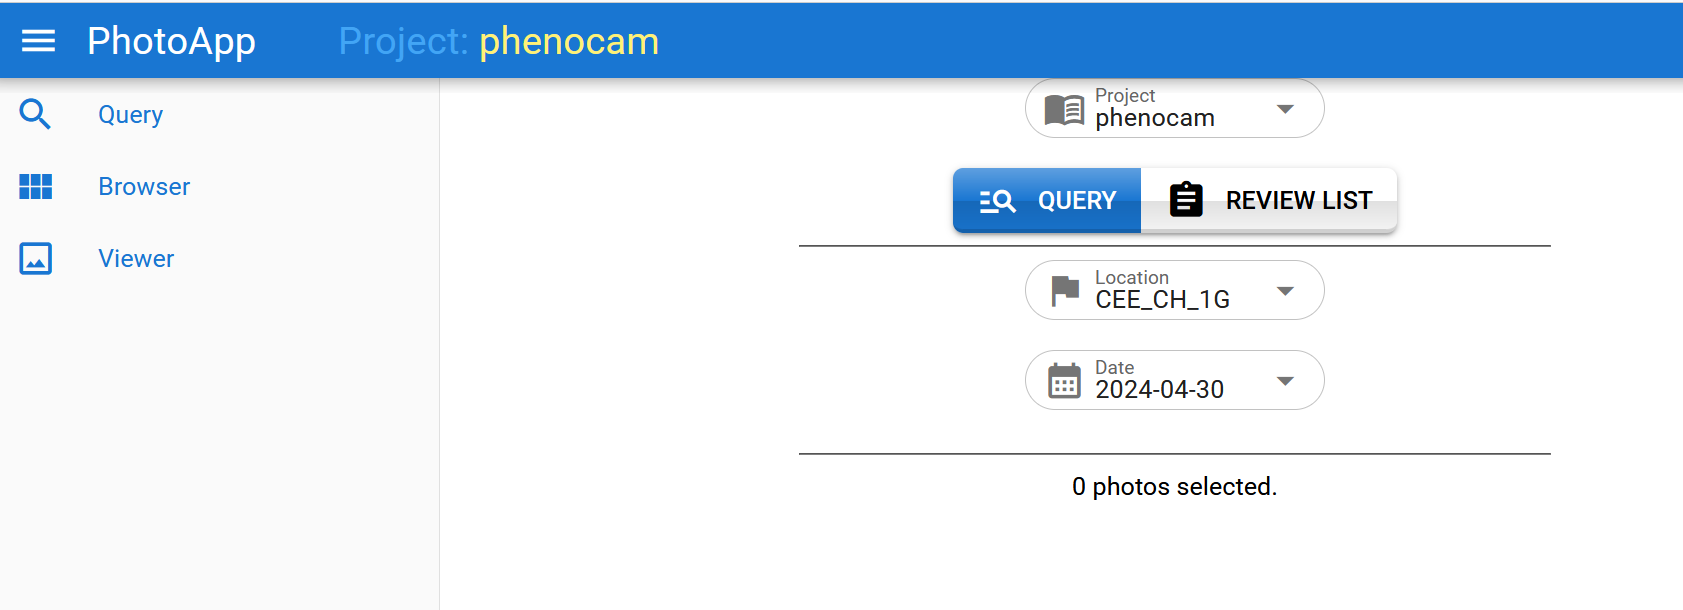 PhotoApp Project: phenocam
Query
Browser
Viewer
Project
phenocam
QUERY REVIEW LIST
Location
CEE_CH_1G
Date
2024-04-30
0 photos selected.